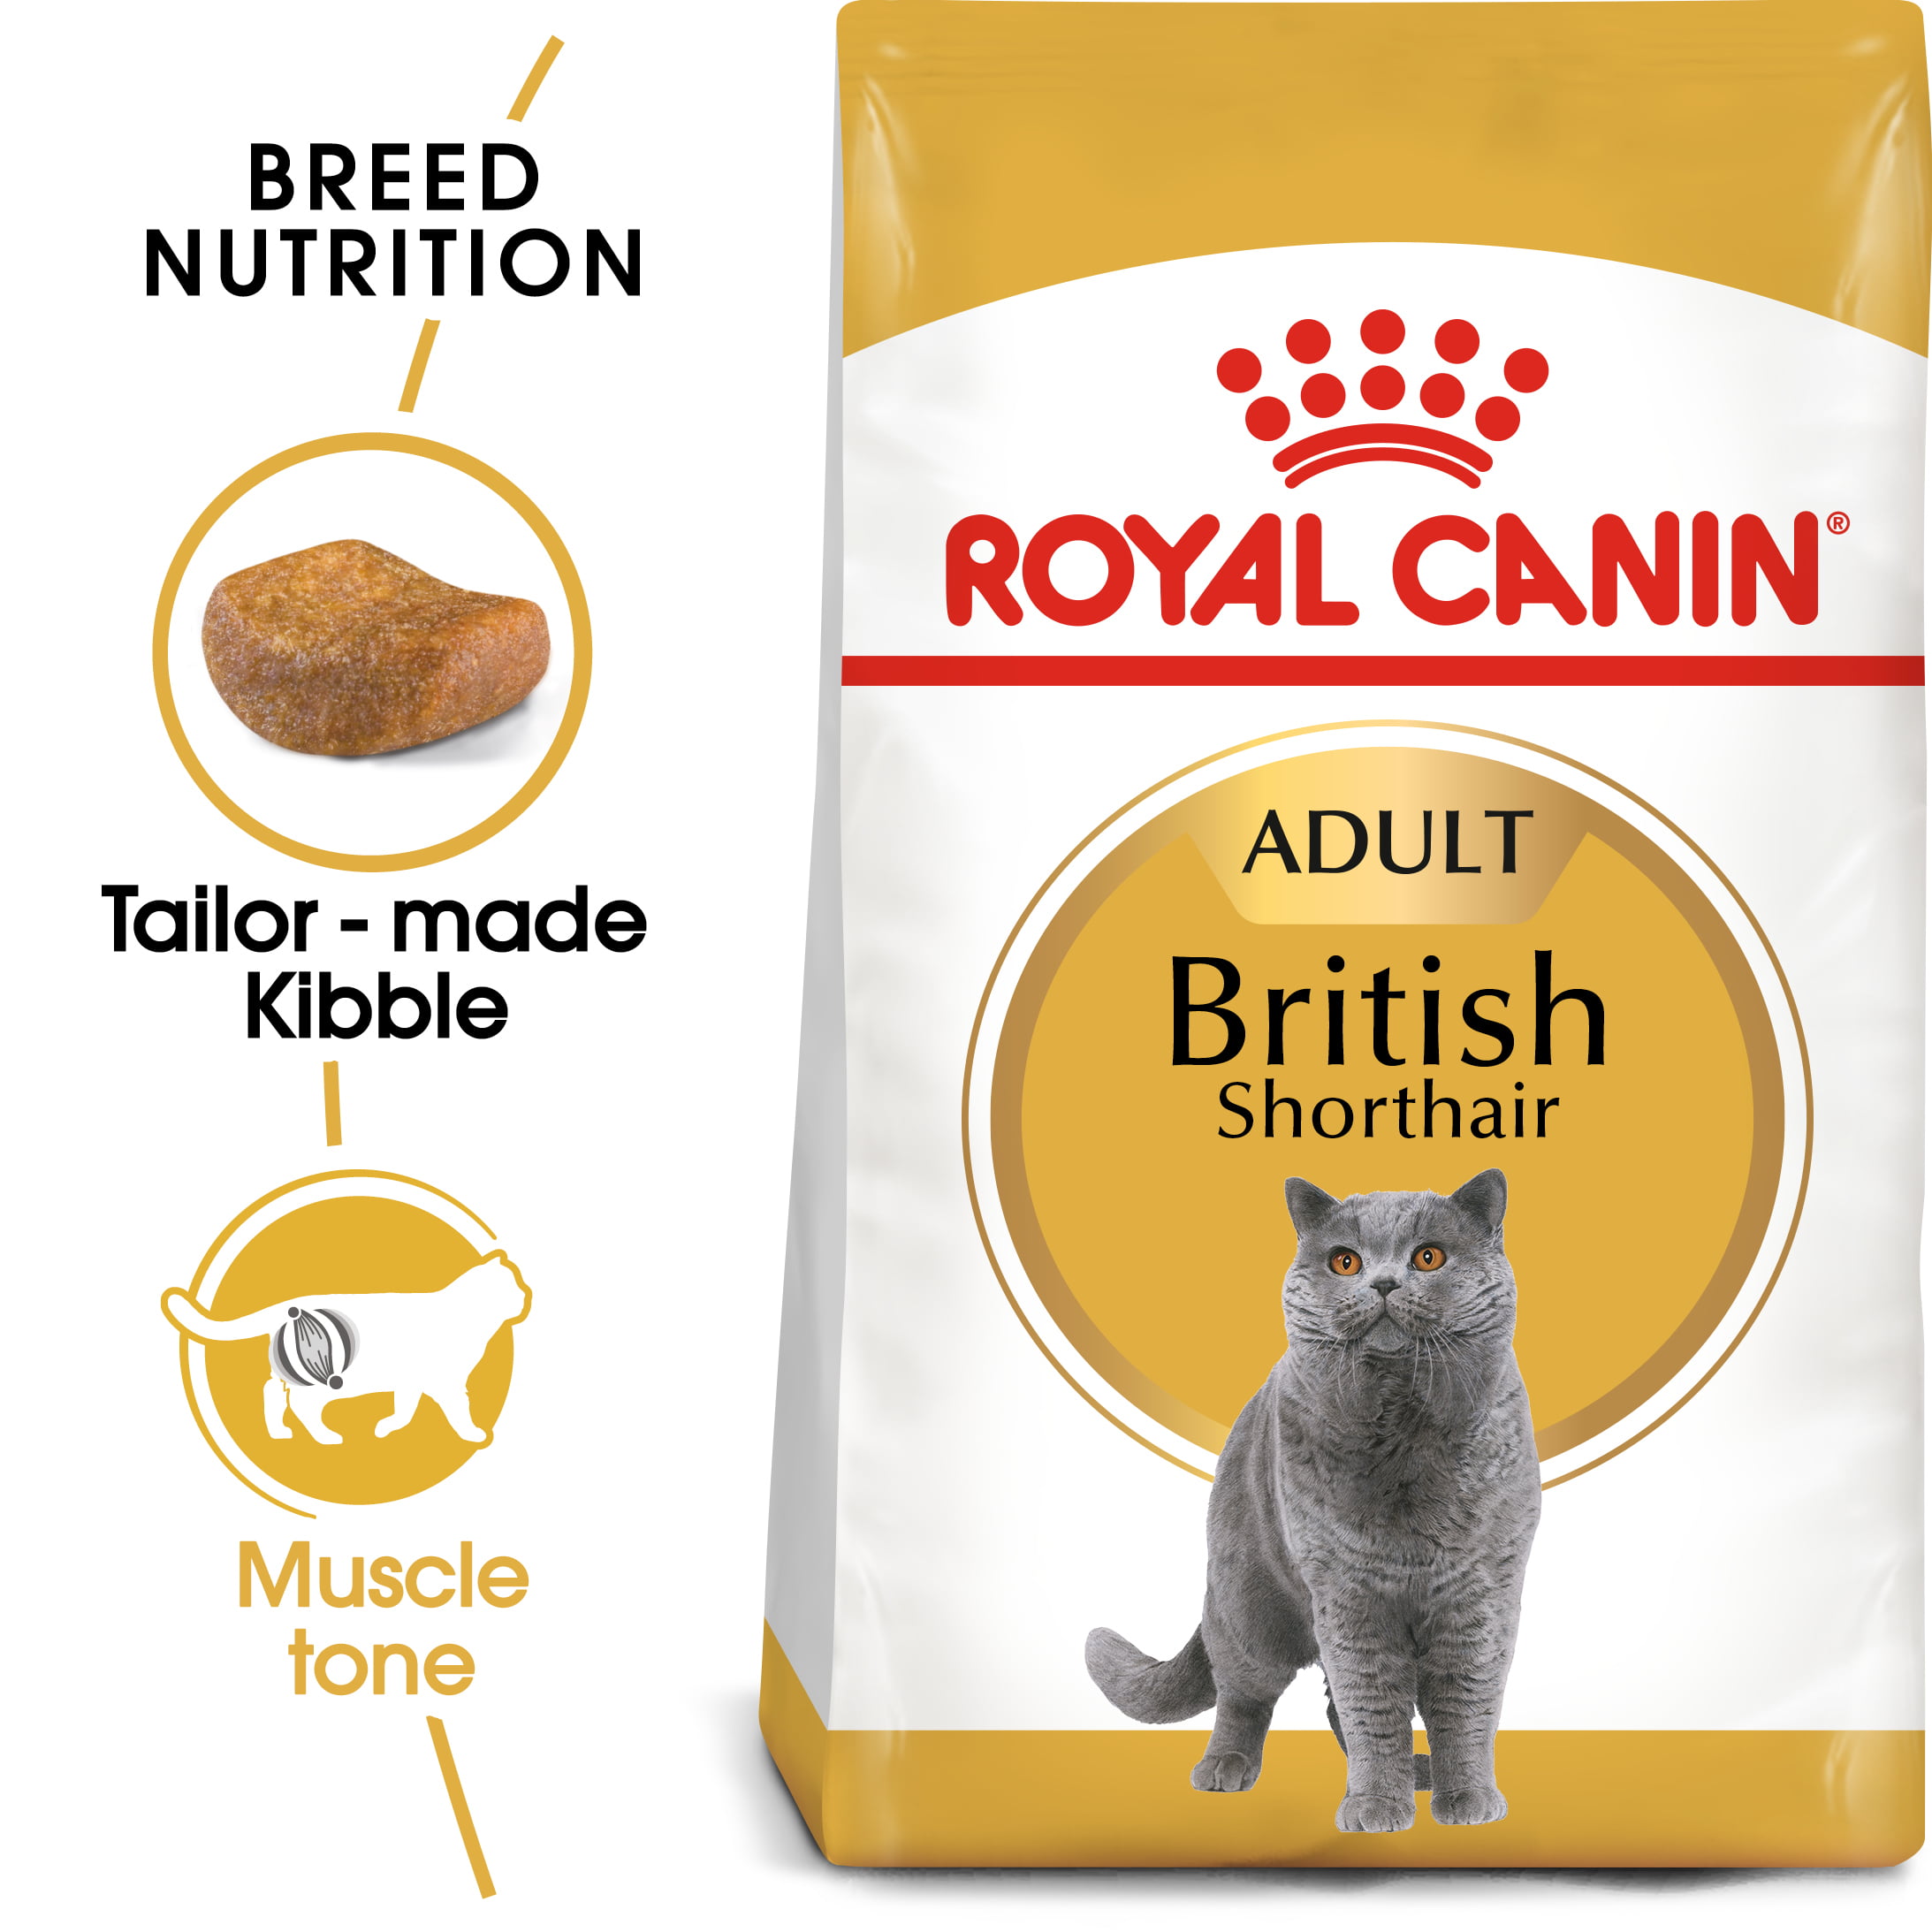 BREED
NUTRITION
Tailor - made
Kibble
Muscle
tone
ROYAL CANIN®
ADULT
British
Shorthair